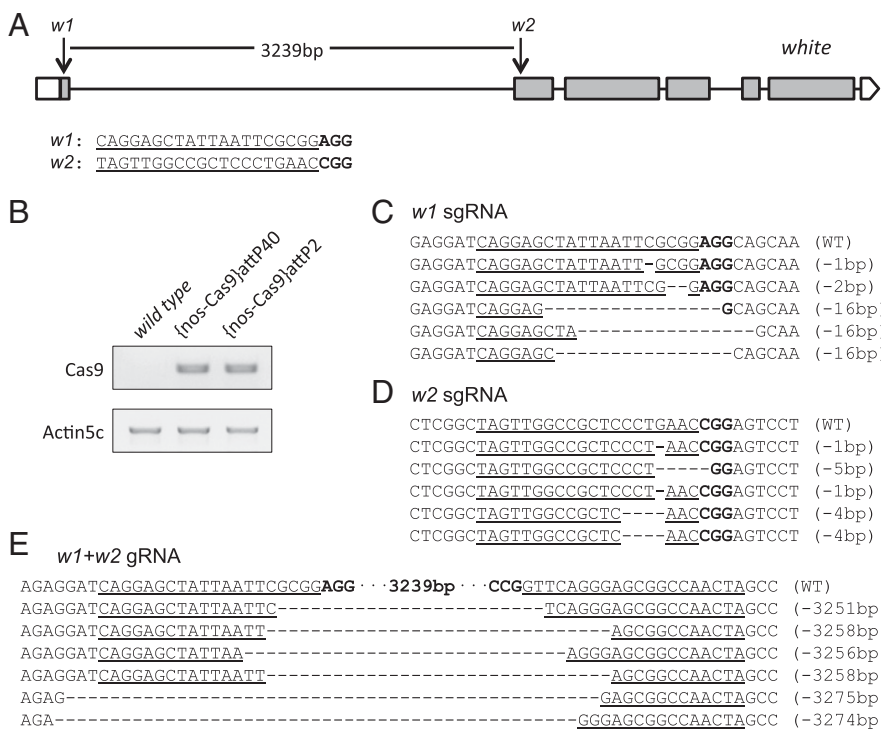 A
w1
w2
3239bp
white
w1: CAGGAGCTATTAATTCGCGGAGG
w2: TAGTTGGCCGCTCCCTGAACCGG
B
wild type
{nos-Cas9}attP40
{nos-Cas9}attP2
Cas9
Actin5c
C w1 sgRNA
GAGGATCAGGAGCTATTAATTCGCGGAGGCAGCAA (WT)
GAGGATCAGGAGCTATTAATT-GCGGAGGCAGCAA (-1bp)
GAGGATCAGGAGCTATTAATTCG--GAGGCAGCAA (-2bp)
GAGGATCAGGAG----------------GCAGCAA (-16bp)
GAGGATCAGGAGCTA----------------GCAA (-16bp)
GAGGATCAGGAGC----------------CAGCAA (-16bp)
D w2 sgRNA
CTCGGCTAGTTGGCCGCTCCCTGAACCGGAGTCCT (WT)
CTCGGCTAGTTGGCCGCTCCCT-AACCGGAGTCCT (-1bp)
CTCGGCTAGTTGGCCGCTCCCT-----GGAGTCCT (-5bp)
CTCGGCTAGTTGGCCGCTCCCT-AACCGGAGTCCT (-1bp)
CTCGGCTAGTTGGCCGCTC----AACCGGAGTCCT (-4bp)
CTCGGCTAGTTGGCCGCTC----AACCGGAGTCCT (-4bp)
E w1+w2 gRNA
AGAGGATCAGGAGCTATTAATTCGCGGAGG···3239bp···CCGGTTCAGGGAGCGGCCAACTAGCC (WT)
AGAGGATCAGGAGCTATTAATTC------------------------TCAGGGAGCGGCCAACTAGCC (-3251bp
AGAGGATCAGGAGCTATTAATT-------------------------------AGCGGCCAACTAGCC (-3258bp
AGAGGATCAGGAGCTATTAA-----------------------------AGGGAGCGGCCAACTAGCC (-3256bp
AGAGGATCAGGAGCTATTAATT-------------------------------AGCGGCCAACTAGCC (-3258bp
AGAG------------------------------------------------GAGCGGCCAACTAGCC (-3275bp
AGA-----------------------------------------------GGGAGCGGCCAACTAGCC (-3274bp